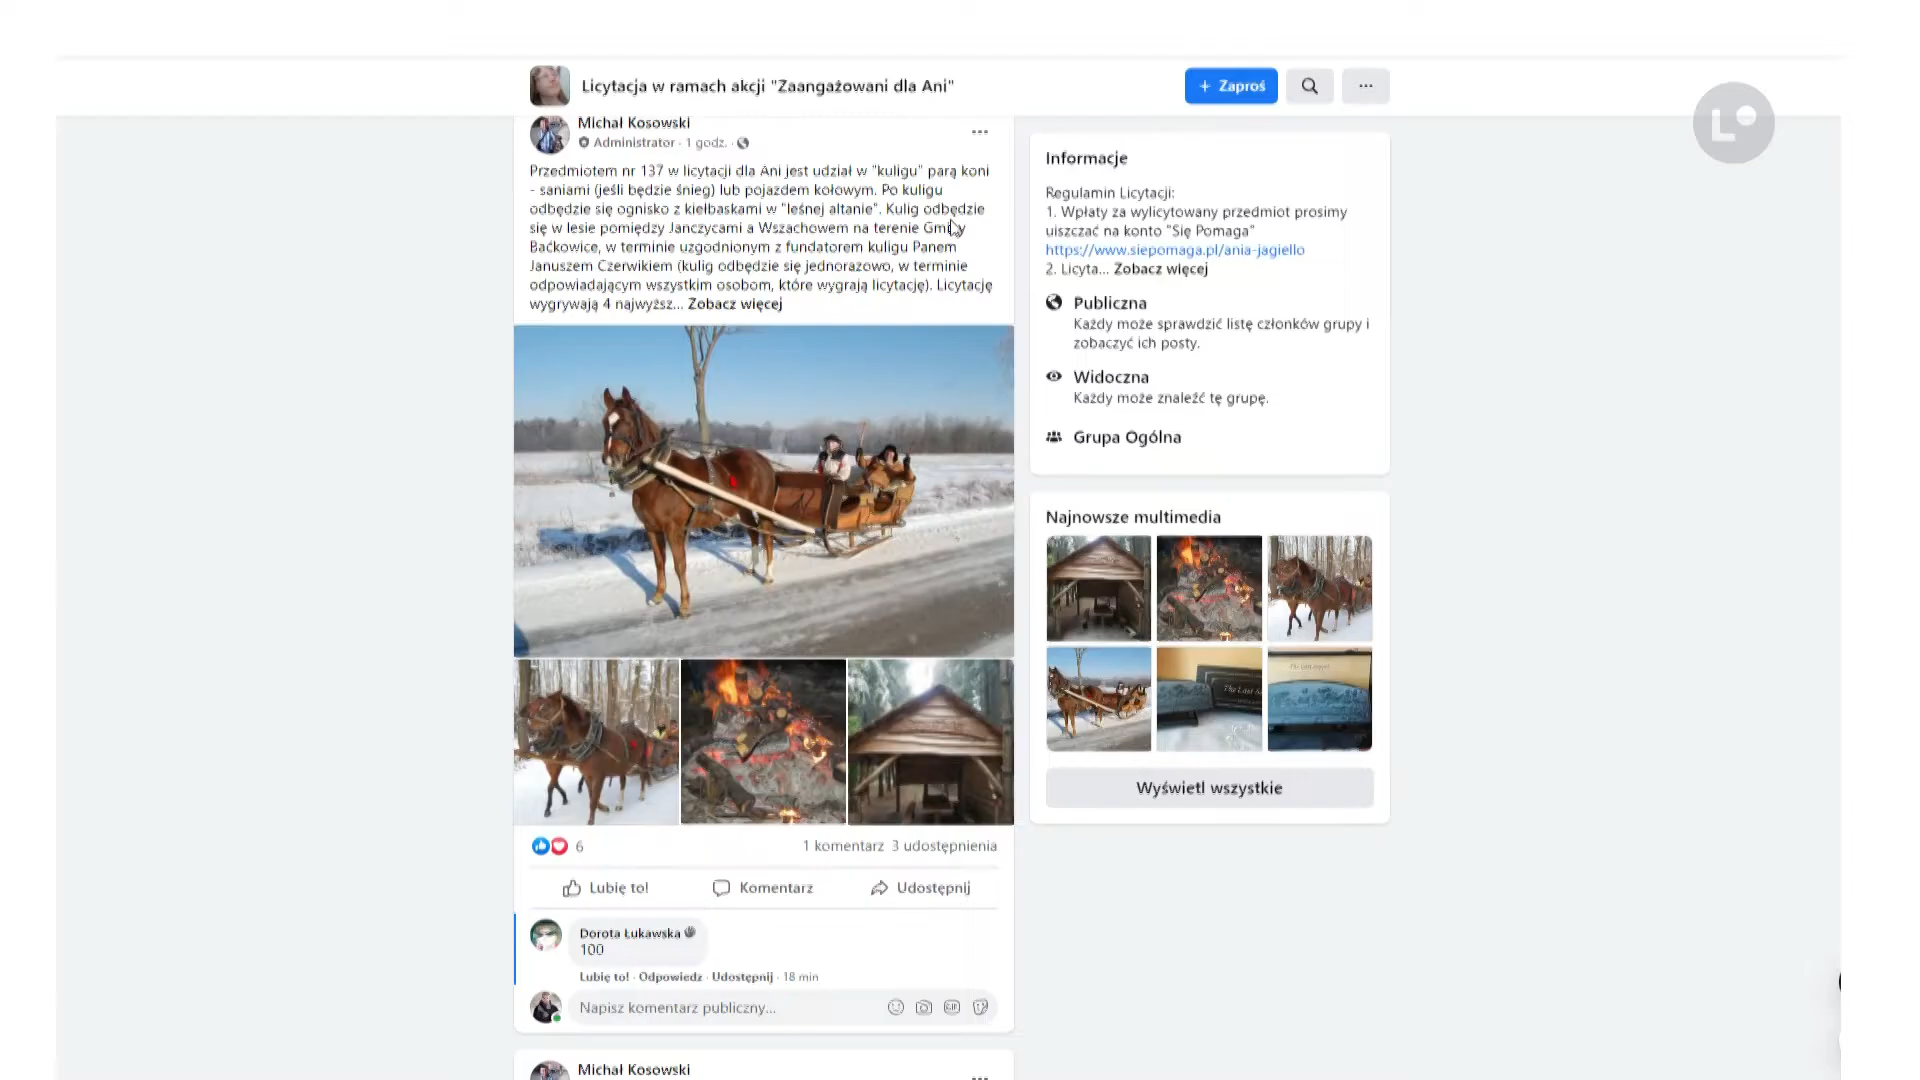 Licytacja w ramach akcji "Zaangażowani dla Ani"
+ Zaproś
Michał Kosowski
Administrator · 1 godz. ·
Przedmiotem nr 137 w licytacji dla Ani jest udział w "kuligu" parą koni
- saniami (jeśli będzie śnieg) lub pojazdem kołowym. Po kuligu
odbędzie się ognisko z kiełbaskami w "leśnej altanie". Kulig odbędzie
się w lesie pomiędzy Janczycami a Wszachowem na terenie Gminy
Baćkowice, w terminie uzgodnionym z fundatorem kuligu Panem
Januszem Czerwikiem (kulig odbędzie się jednorazowo, w terminie
odpowiadającym wszystkim osobom, które wygrają licytację). Licytację
wygrywają 4 najwyższ... Zobacz więcej
6
1 komentarz 3 udostępnienia
Lubię to!
Komentarz
Udostępnij
Dorota Łukawska
100
Lubię to! · Odpowiedz · Udostępnij · 18 min
Napisz komentarz publiczny...
GIF
Michał Kosowski
Informacje
Regulamin Licytacji:
1. Wpłaty za wylicytowany przedmiot prosimy
uiszczać na konto "Się Pomaga"
https://www.siepomaga.pl/ania-jagiello
2. Licyta... Zobacz więcej
Publiczna
Każdy może sprawdzić listę członków grupy i
zobaczyć ich posty.
Widoczna
Każdy może znaleźć tę grupę.
Grupa Ogólna
Najnowsze multimedia
The Last
The Last Supper
Wyświetl wszystkie
L